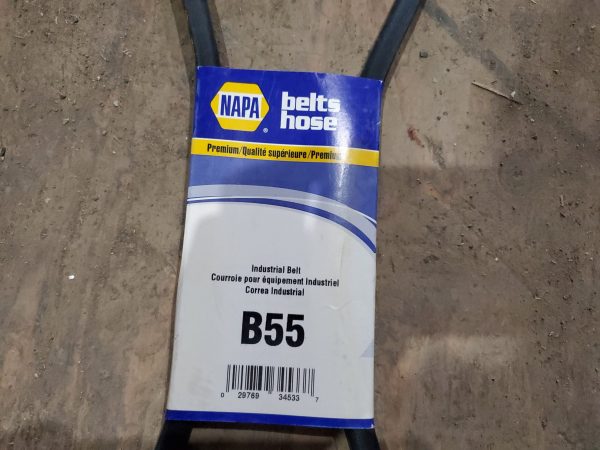 NAPA
belts
hose
®
Premium/Qualité supérieure/Premium
Industrial Belt
Courroie pour équipement Industriel
Correa Industrial
B55
0 29769 34533 7